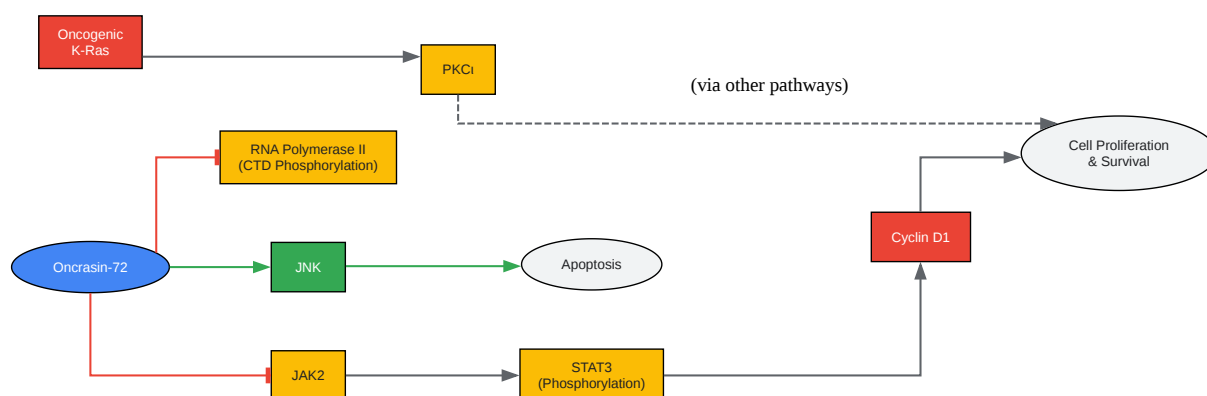 Oncogenic
K-Ras
PKCι
(via other pathways)
Cell Proliferation
& Survival
RNA Polymerase II
(CTD Phosphorylation)
Cyclin D1
Oncrasin-72
JNK
Apoptosis
JAK2
STAT3
(Phosphorylation)